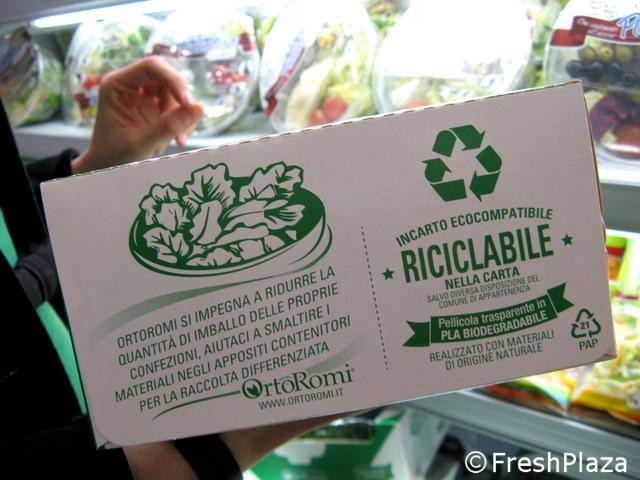 ORTOROMI SI IMPEGNA A RIDURRE LA
QUANTITÀ DI IMBALLO DELLE PROPRIE
CONFEZIONI, AIUTACI A SMALTIRE I
MATERIALI NEGLI APPOSITI CONTENITORI
PER LA RACCOLTA DIFFERENZIATA
OrtoRomi®
WWW.ORTOROMI.IT
INCARTO ECOCOMPATIBILE
RICICLABILE
NELLA CARTA
SALVO DIVERSA DISPOSIZIONE DEL
COMUNE DI APPARTENENZA
Pellicola trasparente in
PLA BIODEGRADABILE
REALIZZATO CON MATERIALI
DI ORIGINE NATURALE
21
PAP
©FreshPlaza